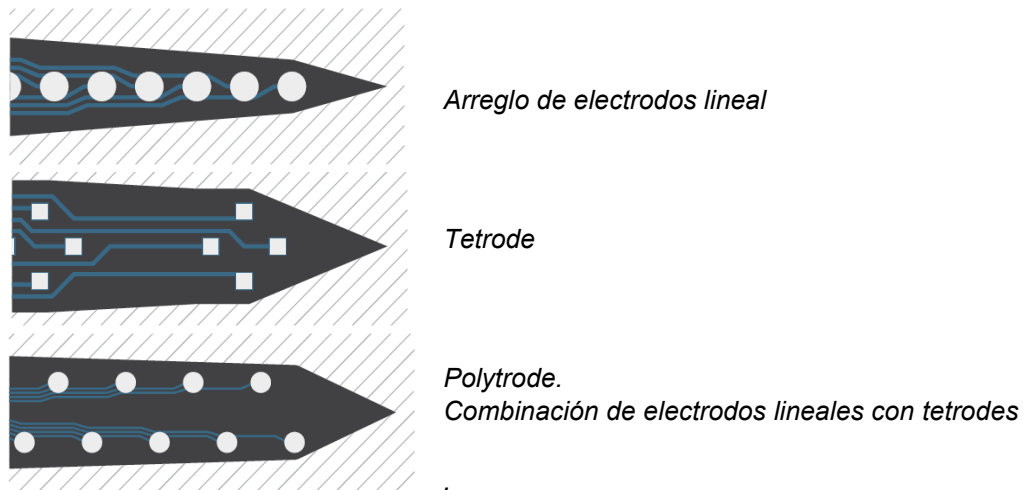 Arreglo de electrodos lineal
Tetrode
Polytrode.
Combinación de electrodos lineales con tetrodes